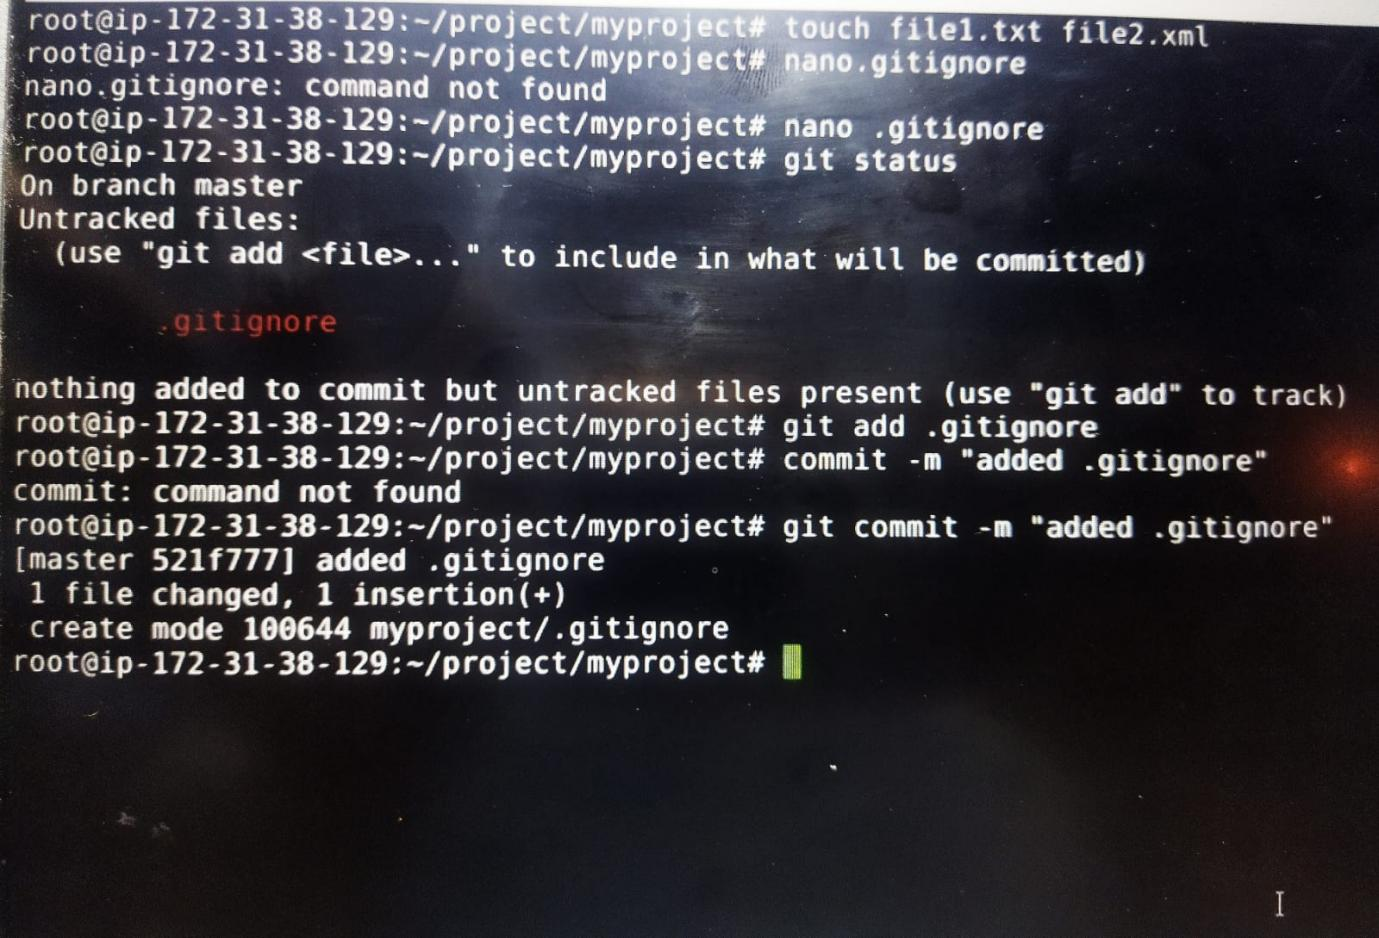 root@ip-172-31-38-129:~/project/myproject# touch file1.txt file2.xml
root@ip-172-31-38-129:~/project/myproject# nano.gitignore
nano.gitignore: command not found
root@ip-172-31-38-129:~/project/myproject# nano .gitignore
root@ip-172-31-38-129:~/project/myproject# git status
On branch master
Untracked files:
  (use "git add <file>..." to include in what will be committed)
        .gitignore
nothing added to commit but untracked files present (use "git add" to track)
root@ip-172-31-38-129:~/project/myproject# git add .gitignore
root@ip-172-31-38-129:~/project/myproject# commit -m "added .gitignore"
commit: command not found
root@ip-172-31-38-129:~/project/myproject# git commit -m "added .gitignore"
[master 521f777] added .gitignore
 1 file changed, 1 insertion(+)
 create mode 100644 myproject/.gitignore
root@ip-172-31-38-129:~/project/myproject#